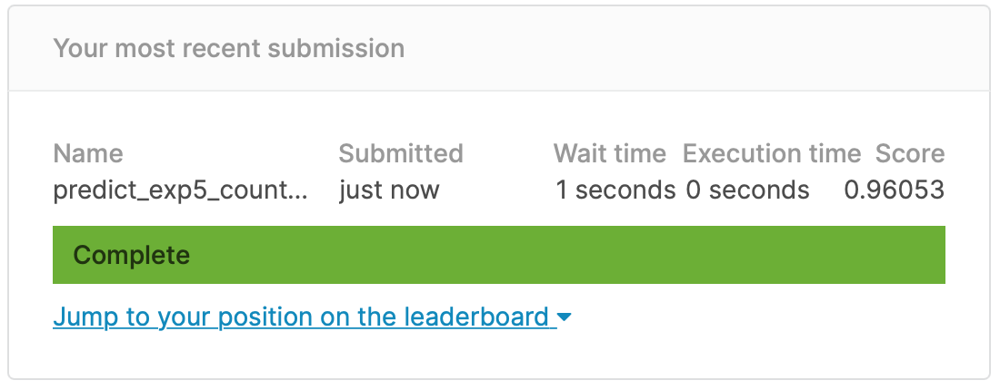 Your most recent submission
Name Submitted Wait time Execution time Score
predict_exp5_count... just now 1 seconds 0 seconds 0.96053
Complete
Jump to your position on the leaderboard